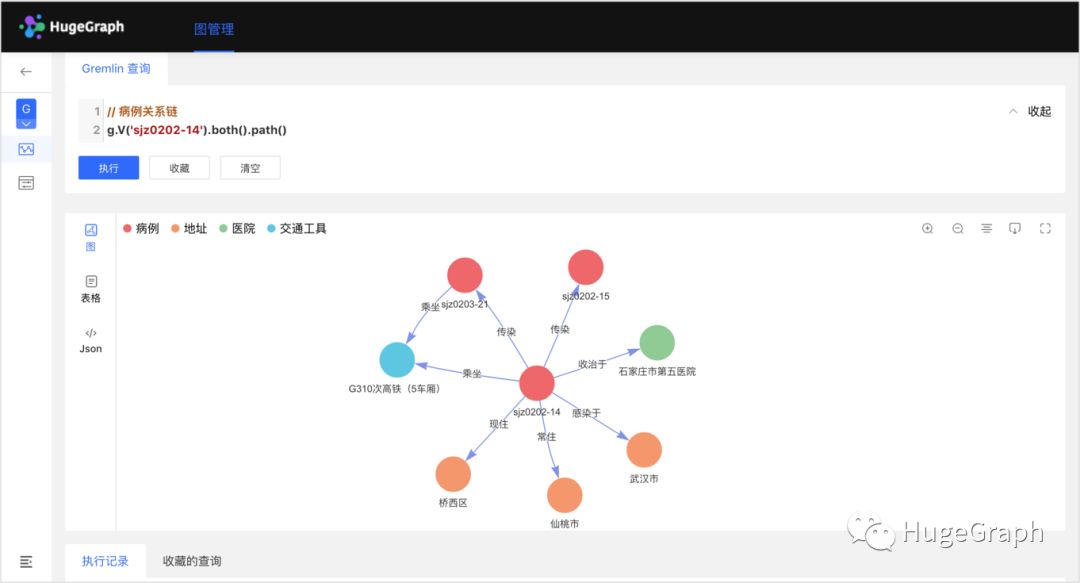 HugeGraph
图管理
Gremlin 查询
G
1 // 病例关系链
2 g.V('sjz0202-14').both().path()
收起
执行
收藏
清空
图
表格
Json
病例
地址
医院
交通工具
sjz0202-15
乘坐
sjz0203-21
传染
传染
收治于
石家庄市第五医院
乘坐
G310次高铁（5车厢）
sjz0202-14
感染于
现住
常住
武汉市
桥西区
仙桃市
HugeGraph
执行记录
收藏的查询